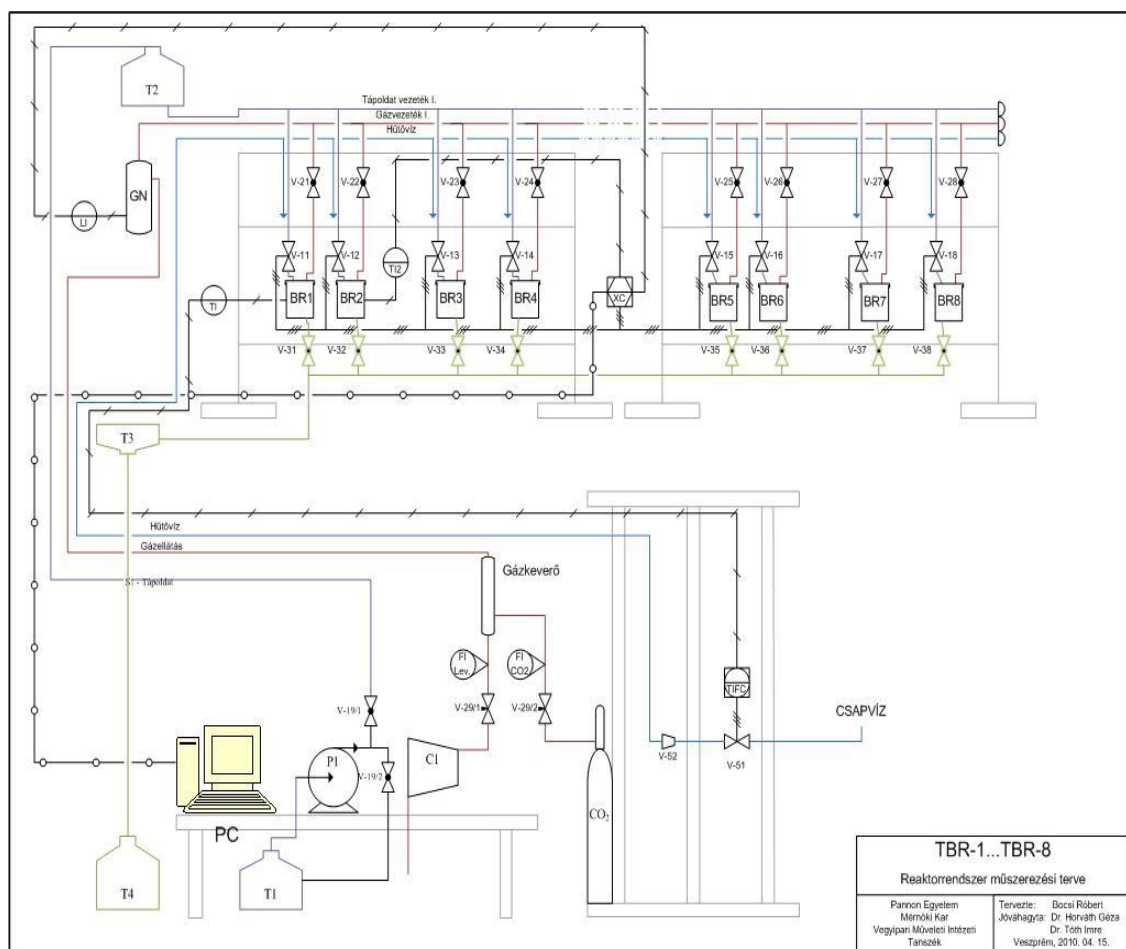 T2
Tápoldat vezeték I.
Gázvezeték I.
Hűtővíz
GN
LI
V-21
V-22
V-23
V-24
V-25
V-26
V-27
V-28
V-11
V-12
TI2
V-13
V-14
V-15
V-16
V-17
V-18
TI
BR1
BR2
BR3
BR4
XC
BR5
BR6
BR7
BR8
V-31
V-32
V-33
V-34
V-35
V-36
V-37
V-38
T3
Hűtővíz
Gázellátás
S1 - Tápoldat
Gázkeverő
FI
Lev.
FI
CO2
TIFC
V-19/1
V-29/1
V-29/2
CSAPVÍZ
V-52
V-51
P1
V-19/2
C1
CO₂
PC
T4
T1
TBR-1...TBR-8
Reaktorrendszer műszerezési terve
Pannon Egyetem
Mérnöki Kar
Vegyipari Műveleti Intézeti
Tanszék
Tervezte: Bocsi Róbert
Jóváhagyta: Dr. Horváth Géza
Dr. Tóth Imre
Veszprém, 2010. 04. 15.